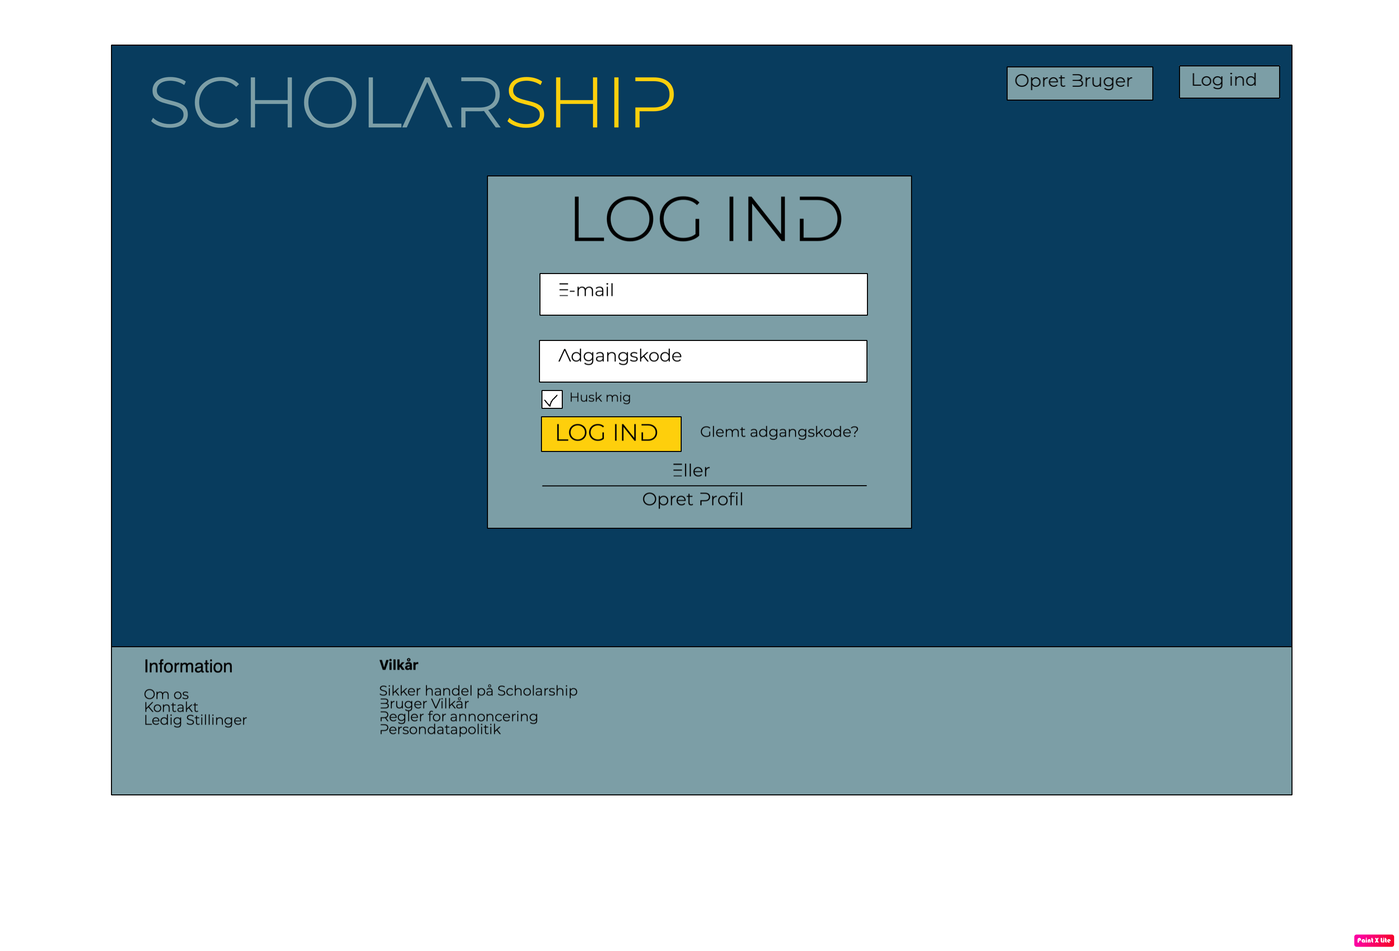 SCHOLARSHIP
Opret Bruger
Log ind
LOG IND
E-mail
Adgangskode
Husk mig
LOG IND
Glemt adgangskode?
Eller
Opret Profil
Information
Om os
Kontakt
Ledig Stillinger
Vilkår
Sikker handel på Scholarship
Bruger Vilkår
Regler for annoncering
Persondatapolitik
Paint X lite